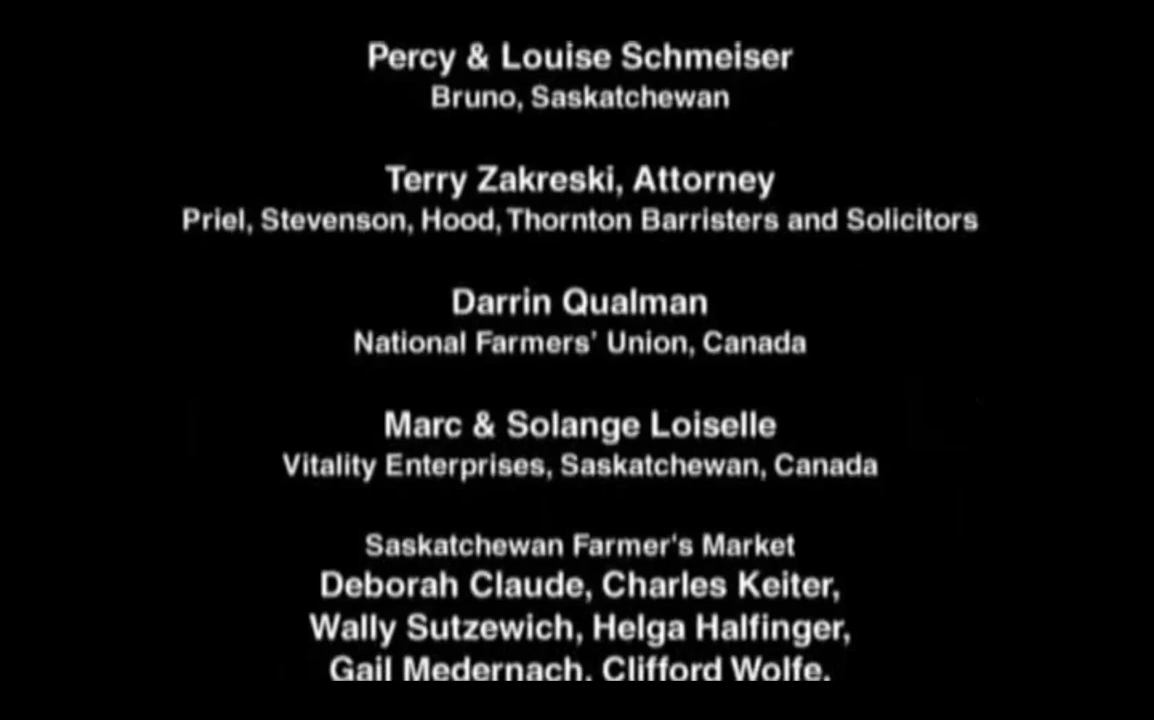 Percy & Louise Schmeiser
Bruno, Saskatchewan
Terry Zakreski, Attorney
Priel, Stevenson, Hood, Thornton Barristers and Solicitors
Darrin Qualman
National Farmers' Union, Canada
Marc & Solange Loiselle
Vitality Enterprises, Saskatchewan, Canada
Saskatchewan Farmer's Market
Deborah Claude, Charles Keiter,
Wally Sutzewich, Helga Halfinger,
Gail Medernach, Clifford Wolfe,